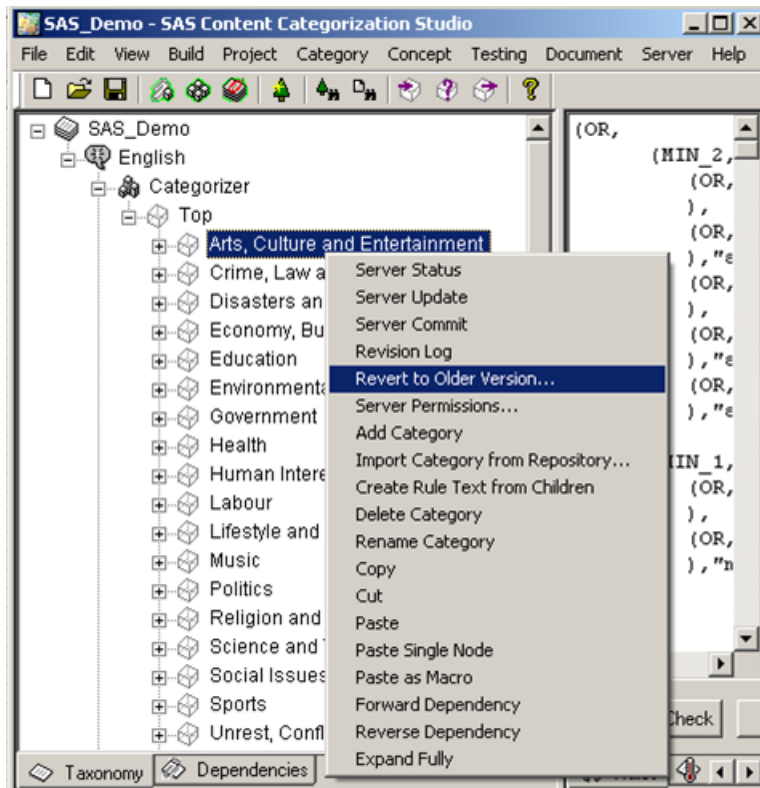 SAS_Demo - SAS Content Categorization Studio
File Edit View Build Project Category Concept Testing Document Server Help
SAS_Demo
English
Categorizer
Top
Arts, Culture and Entertainment
Crime, Law a
Disasters an
Economy, Bu
Education
Environmenta
Government
Health
Human Intere
Labour
Lifestyle and
Music
Politics
Religion and
Science and
Social Issues
Sports
Unrest, Confl
Taxonomy Dependencies
Server Status
Server Update
Server Commit
Revision Log
Revert to Older Version...
Server Permissions...
Add Category
Import Category from Repository...
Create Rule Text from Children
Delete Category
Rename Category
Copy
Cut
Paste
Paste Single Node
Paste as Macro
Forward Dependency
Reverse Dependency
Expand Fully
(OR,
(MIN_2,
(OR,
),
(OR,
),"e
(OR,
),
(OR,
),"e
(OR,
),"e
IN_1,
(OR,
),
(OR,
),"n
Check